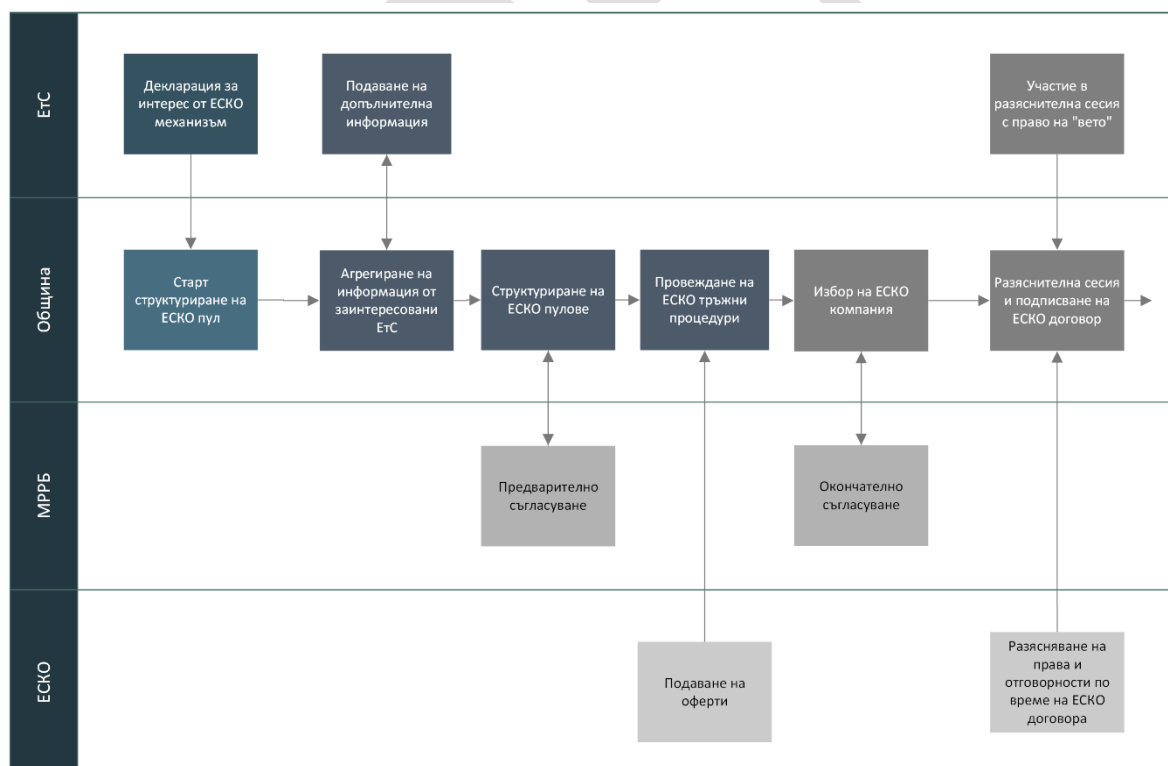 ЕтС
Декларация за
интерес от ЕСКО
механизъм
Подаване на
допълнителна
информация
Участие в
разяснителна сесия
с право на "вето"
Община
Старт
структуриране на
ЕСКО пул
Агрегиране на
информация от
заинтересовани
ЕтС
Структуриране на
ЕСКО пулове
Провеждане на
ЕСКО тръжни
процедури
Избор на ЕСКО
компания
Разяснителна сесия
и подписване на
ЕСКО договор
МРРБ
Предварително
съгласуване
Окончателно
съгласуване
ЕСКО
Подаване на
оферти
Разясняване на
права и
отговорности по
време на ЕСКО
договора